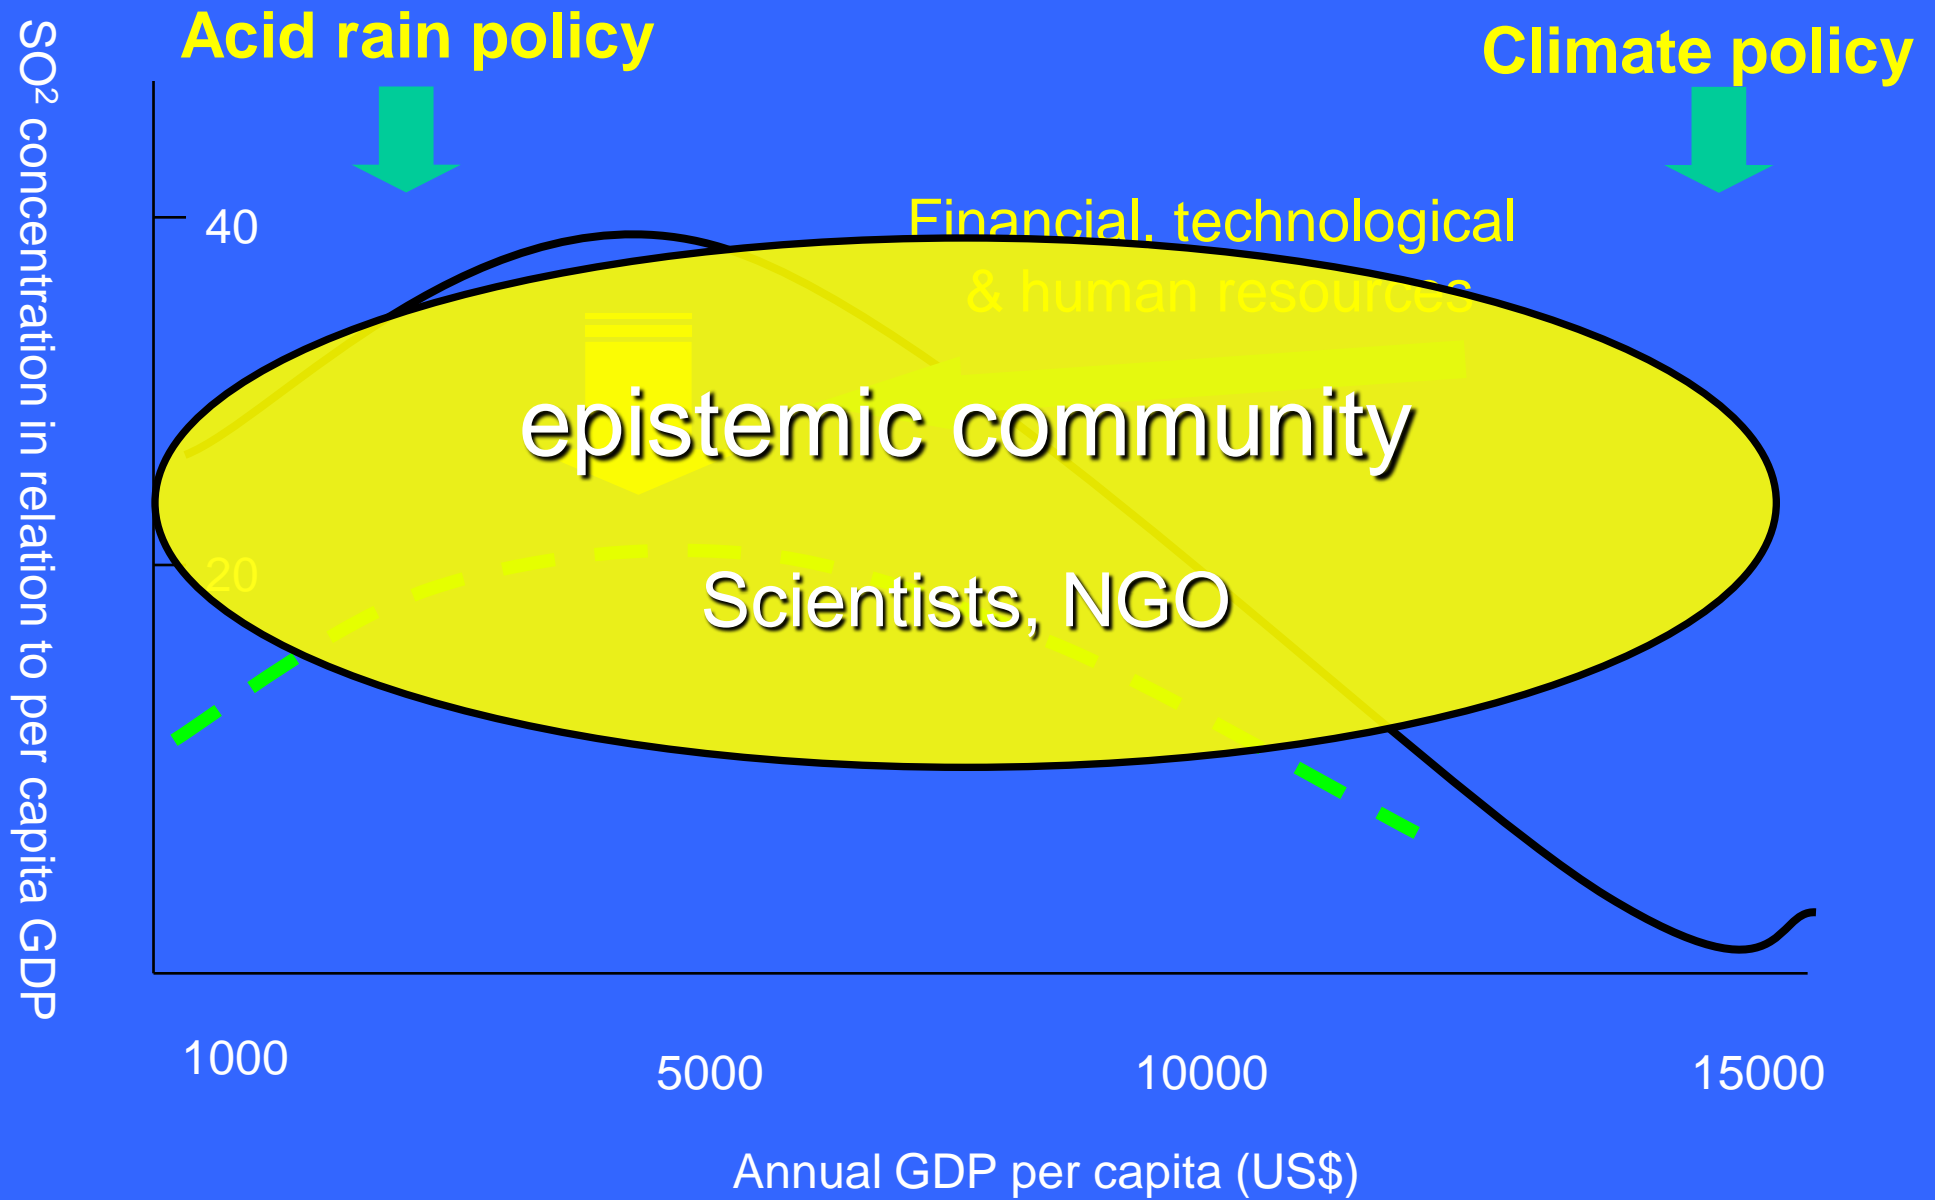 Acid rain policy
Climate policy
SO² concentration in relation to per capita GDP
40
Financial, technological
& human resources
epistemic community
20
Scientists, NGO
1000
5000
10000
15000
Annual GDP per capita (US$)